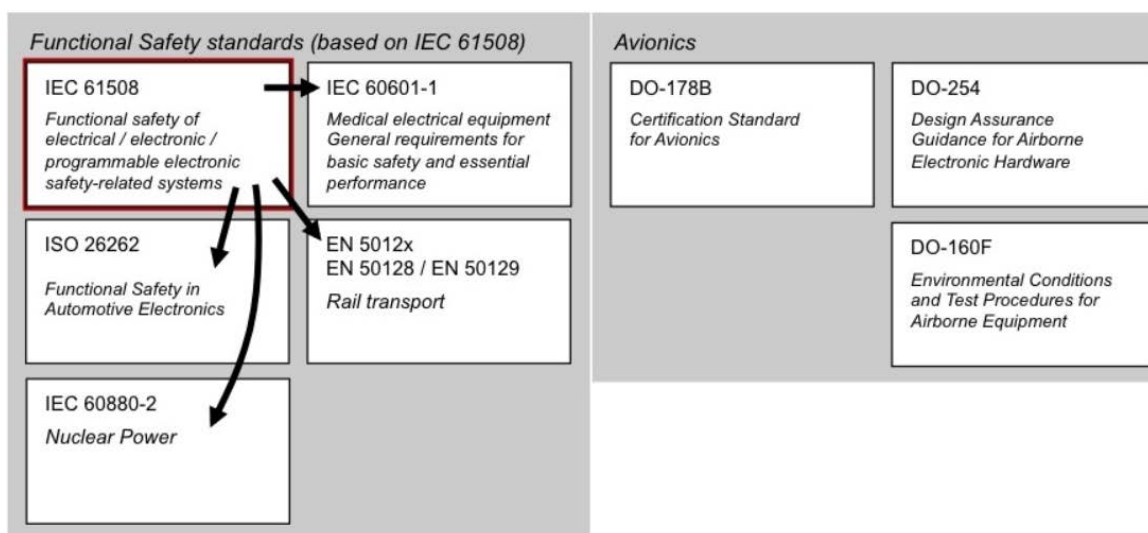 Functional Safety standards (based on IEC 61508)
IEC 61508
Functional safety of
electrical / electronic /
programmable electronic
safety-related systems
IEC 60601-1
Medical electrical equipment
General requirements for
basic safety and essential
performance
ISO 26262
Functional Safety in
Automotive Electronics
EN 5012x
EN 50128 / EN 50129
Rail transport
IEC 60880-2
Nuclear Power
Avionics
DO-178B
Certification Standard
for Avionics
DO-254
Design Assurance
Guidance for Airborne
Electronic Hardware
DO-160F
Environmental Conditions
and Test Procedures for
Airborne Equipment